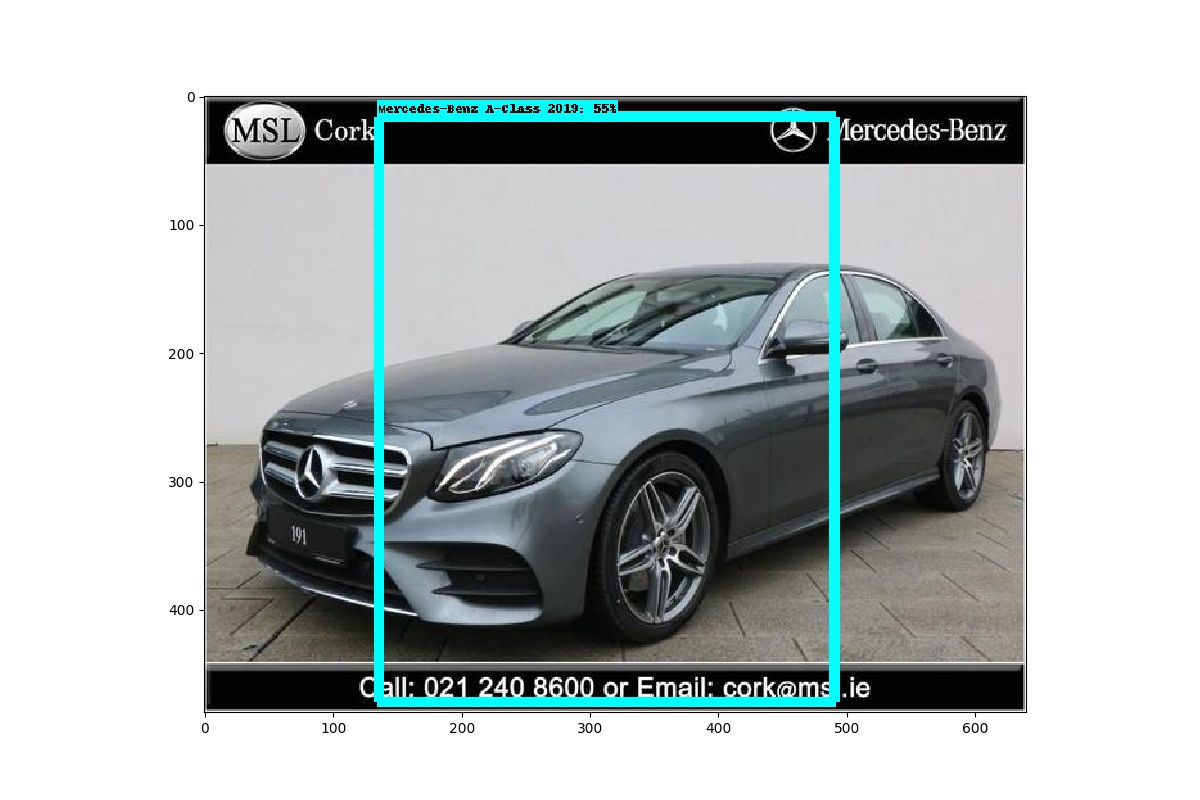 Mercedes-Benz A-Class 2019: 55%
MSL Cork
Mercedes-Benz
191
Call: 021 240 8600 or Email: cork@msl.ie
0
100
200
300
400
0 100 200 300 400 500 600